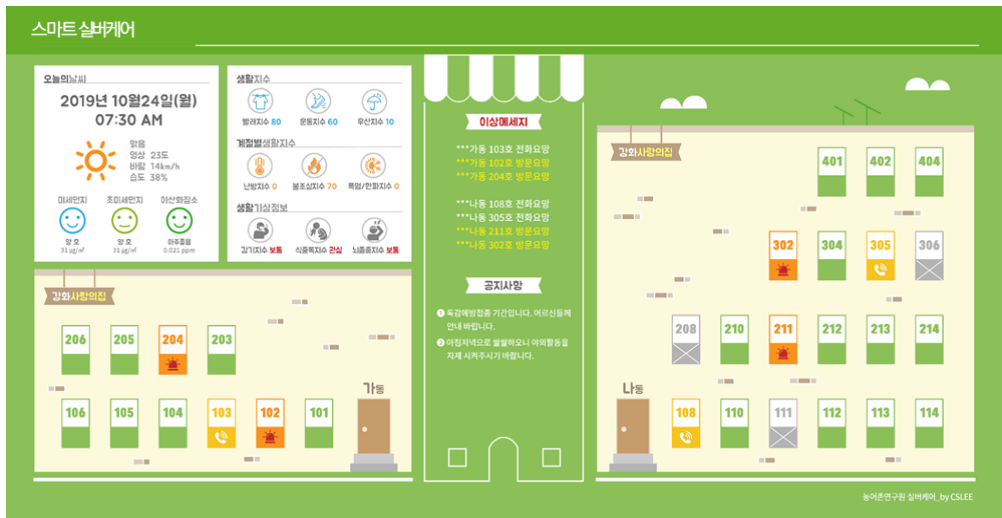 스마트 실버케어
오늘의날씨
2019년 10월24일(월)
07:30 AM
맑음
영상 23도
바람 14km/h
습도 38%
미세먼지 초미세먼지 이산화질소
양 호 양 호 아주좋음
31 μg/㎥ 31 μg/㎥ 0.021 ppm
생활지수
빨래지수 80 운동지수 60 우산지수 10
계절별생활지수
난방지수 0 불조심지수 70 폭염/한파지수 0
생활기상정보
감기지수 보통 식중독지수 관심 뇌졸중지수 보통
강화사랑의집
206 205 204 203
가동
106 105 104 103 102 101
이상메세지
***가동 103호 전화요망
***가동 102호 방문요망
***가동 204호 방문요망
***나동 108호 전화요망
***나동 305호 전화요망
***나동 211호 방문요망
***나동 302호 방문요망
공지사항
❶ 독감예방접종 기간입니다. 어르신들께
안내 바랍니다.
❷ 아침저녁으로 쌀쌀하오니 야외활동을
자제 시켜주시기 바랍니다.
강화사랑의집
401 402 404
302 304 305 306
208 210 211 212 213 214
나동
108 110 111 112 113 114
농어촌연구원 실버케어_by CSLEE